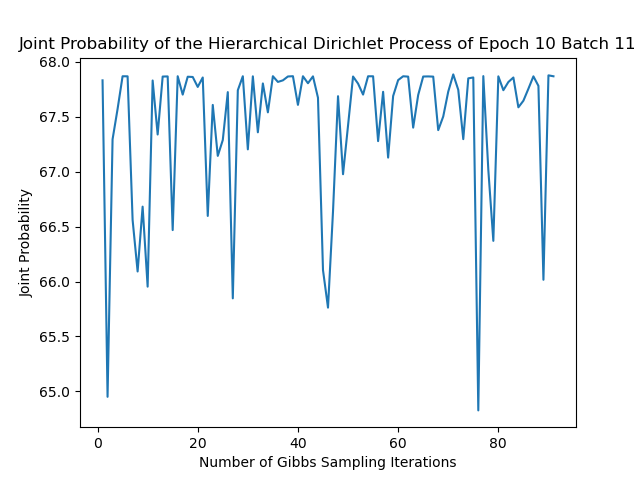 Joint Probability of the Hierarchical Dirichlet Process of Epoch 10 Batch 11
68.0
67.5
67.0
66.5
66.0
65.5
65.0
Joint Probability
0 20 40 60 80
Number of Gibbs Sampling Iterations